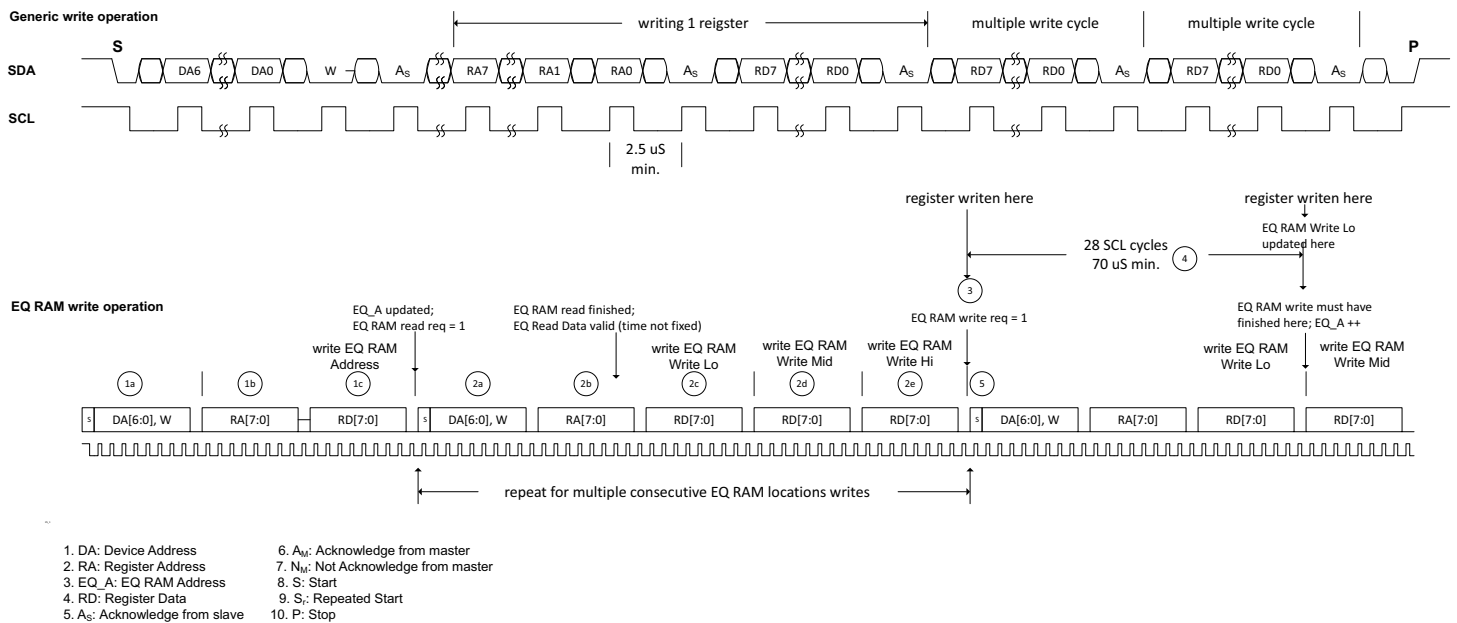 Generic write operation
writing 1 reigster
multiple write cycle
multiple write cycle
S
P
SDA
DA6
DA0
W
As
RA7
RA1
RA0
As
RD7
RD0
As
RD7
RD0
As
RD7
RD0
As
SCL
2.5 uS
min.
register writen here
register writen here
EQ RAM Write Lo
updated here
28 SCL cycles
70 uS min.
4
3
EQ RAM write operation
EQ_A updated;
EQ RAM read req = 1
EQ RAM read finished;
EQ Read Data valid (time not fixed)
EQ RAM write req = 1
EQ RAM write must have
finished here; EQ_A ++
write EQ RAM
Address
write EQ RAM
Write Lo
write EQ RAM
Write Mid
write EQ RAM
Write Hi
write EQ RAM
Write Lo
write EQ RAM
Write Mid
1a
1b
1c
2a
2b
2c
2d
2e
5
s
DA[6:0], W
RA[7:0]
RD[7:0]
s
DA[6:0], W
RA[7:0]
RD[7:0]
RD[7:0]
RD[7:0]
s
DA[6:0], W
RA[7:0]
RD[7:0]
RD[7:0]
repeat for multiple consecutive EQ RAM locations writes
1. DA: Device Address
2. RA: Register Address
3. EQ_A: EQ RAM Address
4. RD: Register Data
5. As: Acknowledge from slave
6. AM: Acknowledge from master
7. NM: Not Acknowledge from master
8. S: Start
9. Sr: Repeated Start
10. P: Stop